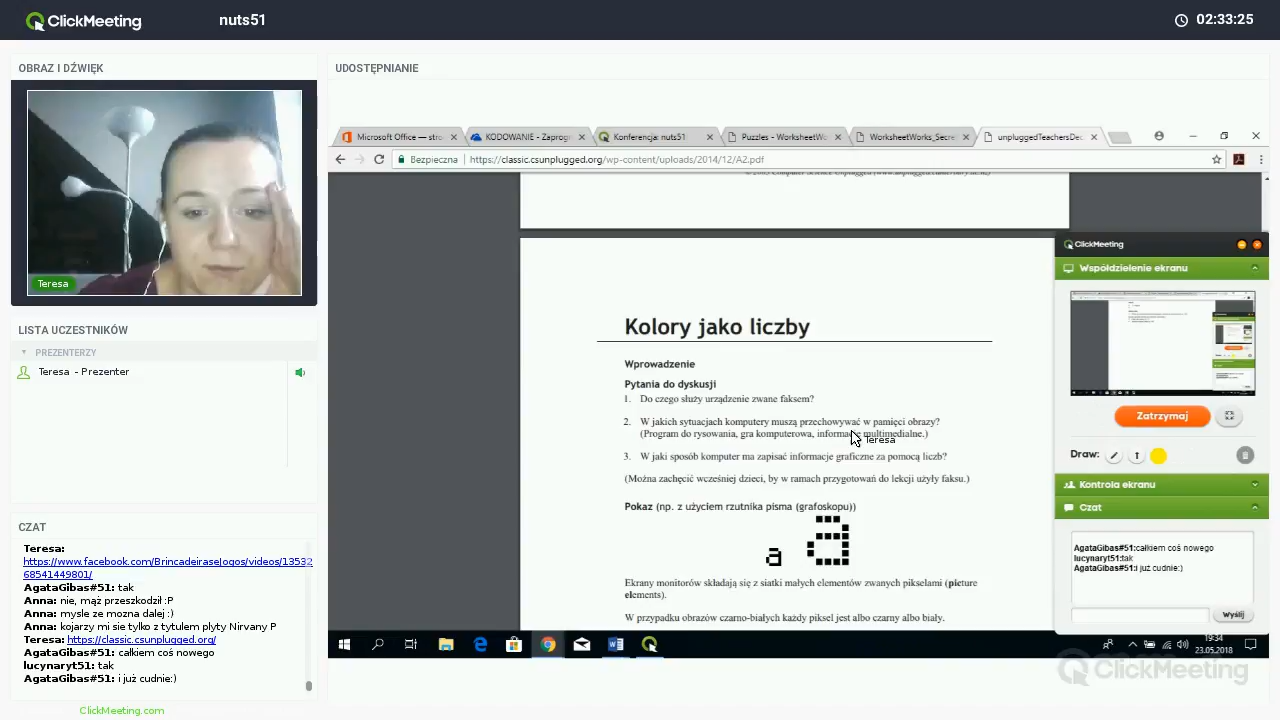 ClickMeeting
nuts51
02:33:25
OBRAZ I DŹWIĘK
UDOSTĘPNIANIE
Teresa
LISTA UCZESTNIKÓW
PREZENTERZY
Teresa - Prezenter
CZAT
Teresa:
https://www.facebook.com/BrincadeiraseJogos/videos/13532
68541449801/
AgataGibas#51: tak
Anna: nie, mąż przeszkodził :P
Anna: mysle ze mozna dalej :)
Anna: kojarzy mi sie tylko z tytulem plyty Nirvany P
Teresa: https://classic.csunplugged.org/
AgataGibas#51: całkiem coś nowego
lucynaryt51: tak
AgataGibas#51: i już cudnie:)
ClickMeeting.com
Microsoft Office — stro
KODOWANIE - Zaprog
Konferencja: nuts51
Puzzles - WorksheetWo
WorksheetWorks_Secre
unpluggedTeachersDec
Bezpieczna
https://classic.csunplugged.org/wp-content/uploads/2014/12/A2.pdf
Kolory jako liczby
Wprowadzenie
Pytania do dyskusji
1. Do czego służy urządzenie zwane faksem?
2. W jakich sytuacjach komputery muszą przechowywać w pamięci obrazy?
(Program do rysowania, gra komputerowa, informacje multimedialne.)
Teresa
3. W jaki sposób komputer ma zapisać informacje graficzne za pomocą liczb?
(Można zachęcić wcześniej dzieci, by w ramach przygotowań do lekcji użyły faksu.)
Pokaz (np. z użyciem rzutnika pisma (grafoskopu))
a a
Ekrany monitorów składają się z siatki małych elementów zwanych pikselami (picture
elements).
W przypadku obrazów czarno-białych każdy piksel jest albo czarny albo biały.
ClickMeeting
Współdzielenie ekranu
Zatrzymaj
Draw:
Kontrola ekranu
Czat
AgataGibas#51:całkiem coś nowego
lucynaryt51:tak
AgataGibas#51:i już cudnie:)
Wyślij
19:34
23.05.2018
ClickMeeting